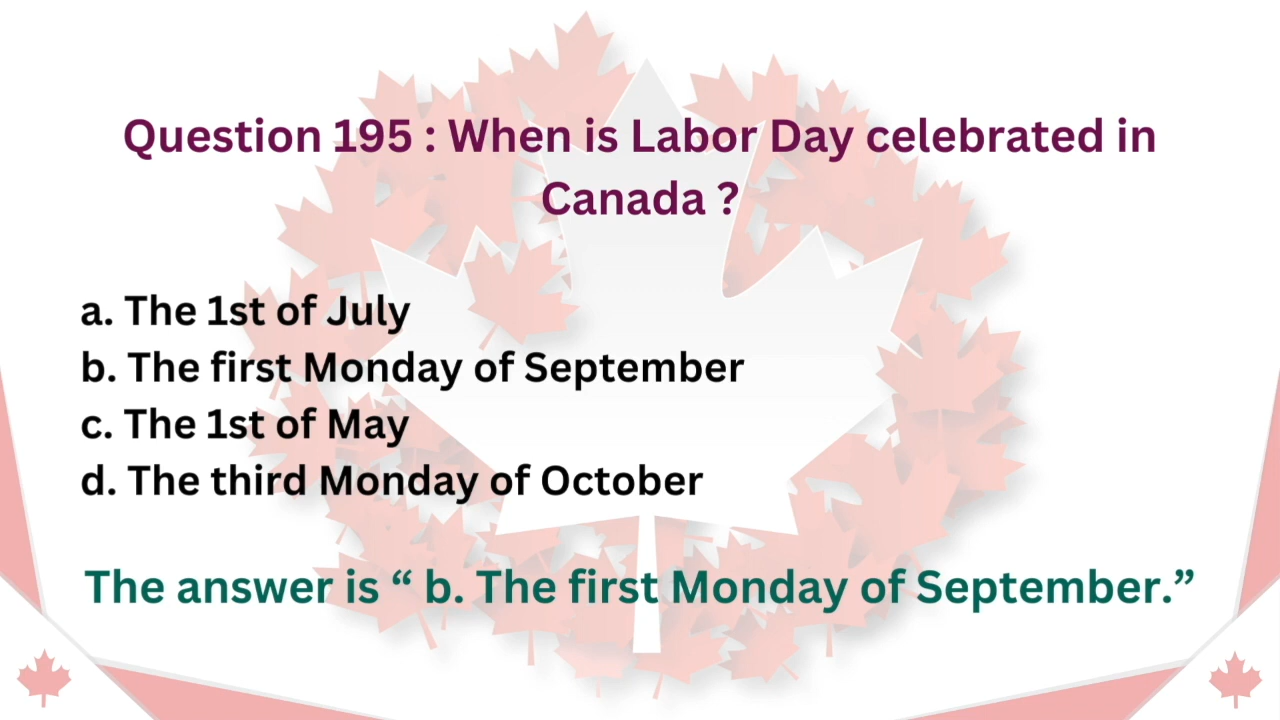 Question 195 : When is Labor Day celebrated in
Canada ?
a. The 1st of July
b. The first Monday of September
c. The 1st of May
d. The third Monday of October
The answer is “ b. The first Monday of September.”